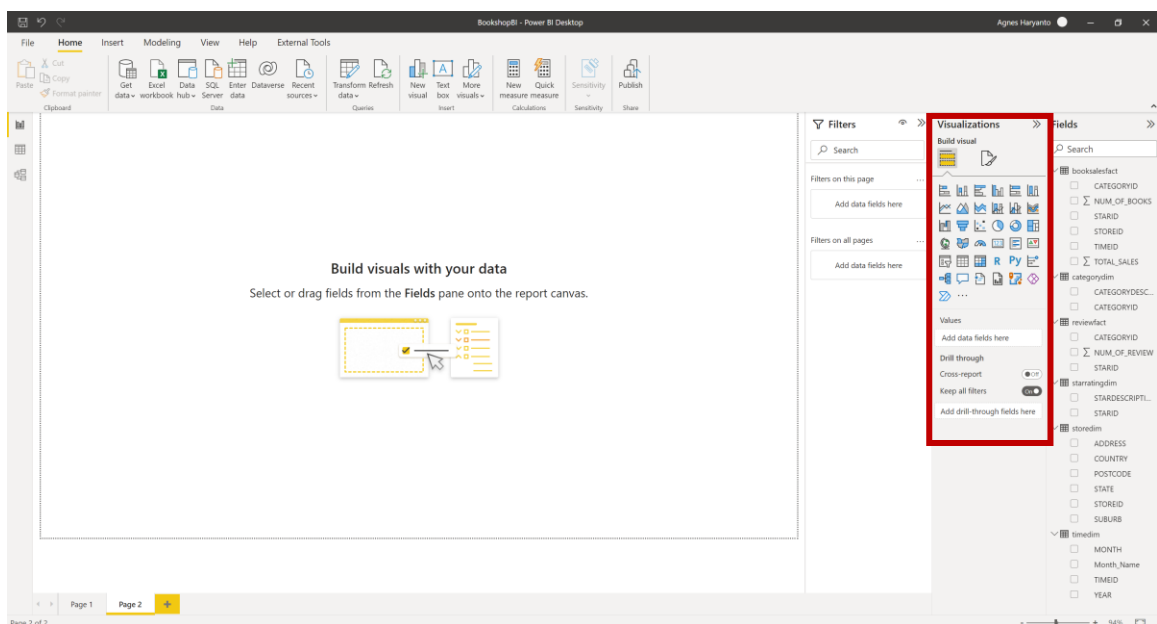 BookshopBI - Power BI Desktop
Agnes Haryanto
File Home Insert Modeling View Help External Tools
Paste
Cut
Copy
Format painter
Clipboard
Get data
Excel workbook
Data hub
SQL Server
Enter data
Dataverse
Recent sources
Data
Transform data
Refresh
Queries
New visual
Text box
More visuals
Insert
New measure
Quick measure
Calculations
Sensitivity
Sensitivity
Publish
Share
Build visuals with your data
Select or drag fields from the Fields pane onto the report canvas.
Filters
Search
Filters on this page
Add data fields here
Filters on all pages
Add data fields here
Visualizations
Build visual
R Py
Values
Add data fields here
Drill through
Cross-report Off
Keep all filters On
Add drill-through fields here
Fields
Search
booksalesfact
CATEGORYID
∑ NUM_OF_BOOKS
STARID
STOREID
TIMEID
∑ TOTAL_SALES
categorydim
CATEGORYDESC...
CATEGORYID
reviewfact
CATEGORYID
∑ NUM_OF_REVIEW
STARID
starratingdim
STARDESCRIPTI...
STARID
storedim
ADDRESS
COUNTRY
POSTCODE
STATE
STOREID
SUBURB
timedim
MONTH
Month_Name
TIMEID
YEAR
Page 1 Page 2
Page 2 of 2
94%